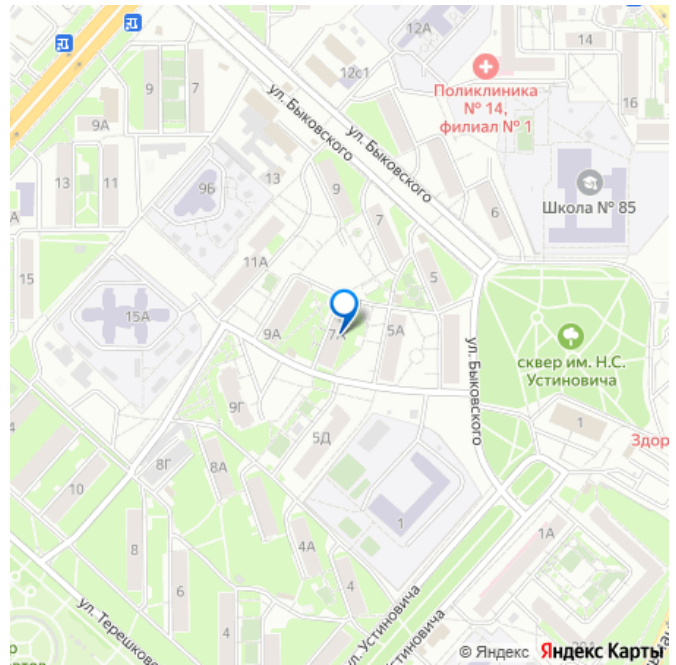 12А
14
9
7
12с1
Поликлиника
№ 14,
филиал № 1
16
9А
ул. Быковского
ул. Быковского
13
11
9Б
13
9
7
6
Школа № 85
А
11А
5
15
15А
9А
7А
5А
сквер им. Н.С.
Устиновича
ул. Быковского
9Г
5Д
1
Здор
4
8Г
8А
10
1
1А
8
4А
6
4
ул. Терешково
4
ул. Устиновича
Устиновича
© Яндекс Яндекс Карты